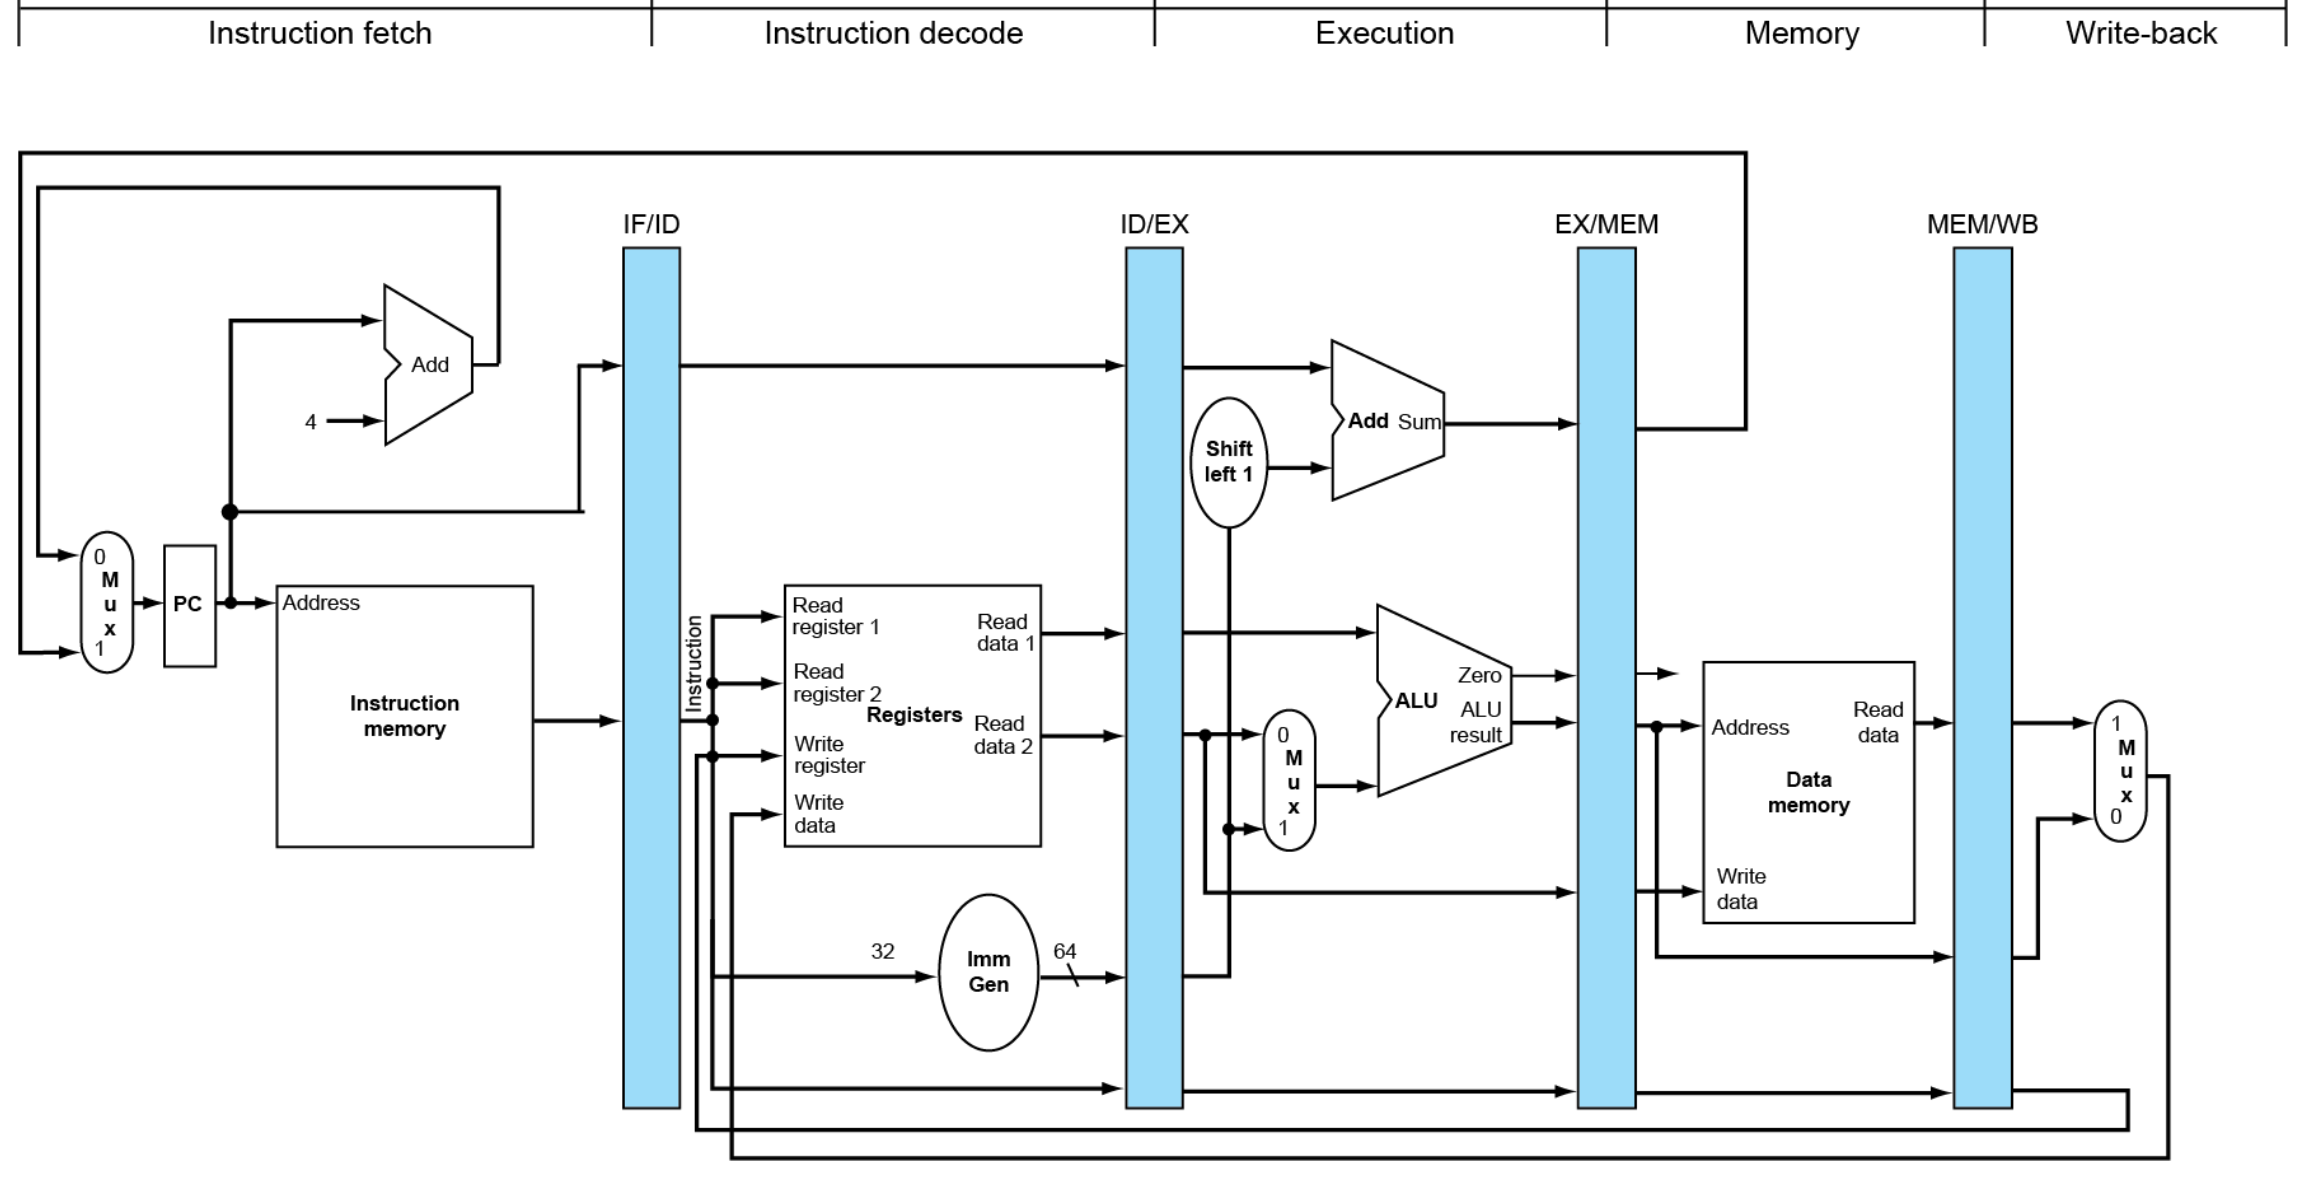 Instruction fetch
Instruction decode
Execution
Memory
Write-back
IF/ID
ID/EX
EX/MEM
MEM/WB
Add
4
Add Sum
Shift
left 1
0
M
u
x
1
PC
Address
Instruction
memory
Instruction
Read
register 1
Read
register 2
Write
register
Write
data
Registers
Read
data 1
Read
data 2
0
M
u
x
1
Zero
ALU
ALU
result
Address
Read
data
Data
memory
Write
data
1
M
u
x
0
32
Imm
Gen
64